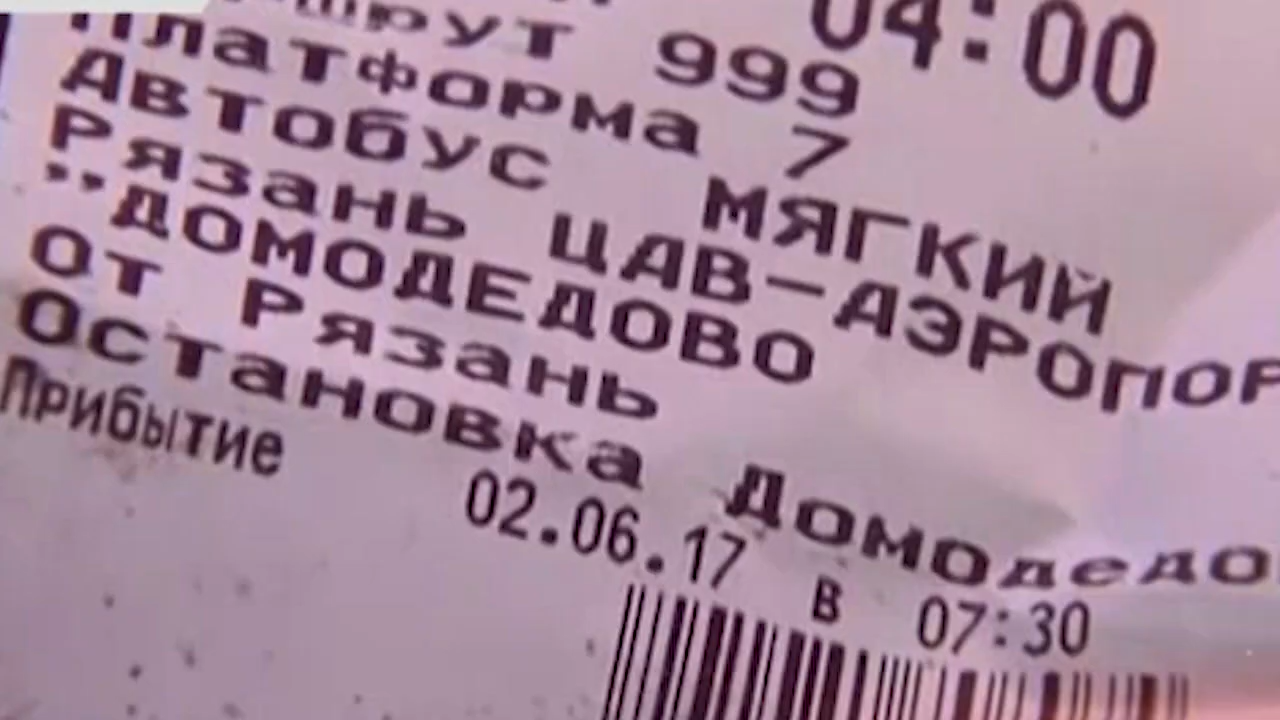 04:00
шрут 999
Платформа 7
Автобус МЯГКИЙ
Рязань ЦАВ-АЭРОПОР
"ДОМОДЕДОВО
от Рязань
Остановка Домодедо
Прибытие
02.06.17 в 07:30